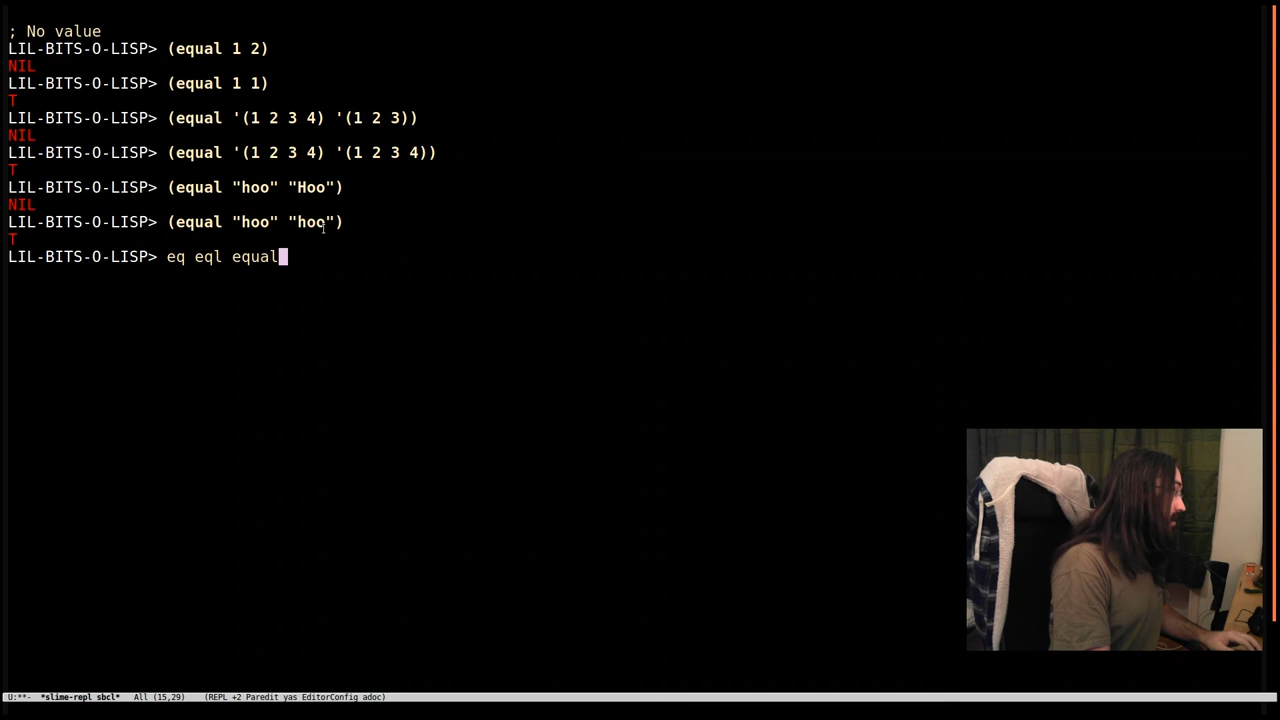 ; No value
LIL-BITS-O-LISP> (equal 1 2)
NIL
LIL-BITS-O-LISP> (equal 1 1)
T
LIL-BITS-O-LISP> (equal '(1 2 3 4) '(1 2 3))
NIL
LIL-BITS-O-LISP> (equal '(1 2 3 4) '(1 2 3 4))
T
LIL-BITS-O-LISP> (equal "hoo" "Hoo")
NIL
LIL-BITS-O-LISP> (equal "hoo" "hoo")
T
LIL-BITS-O-LISP> eq eql equal
U:**-  *slime-repl sbcl*   All (15,29)    (REPL +2 Paredit yas EditorConfig adoc)